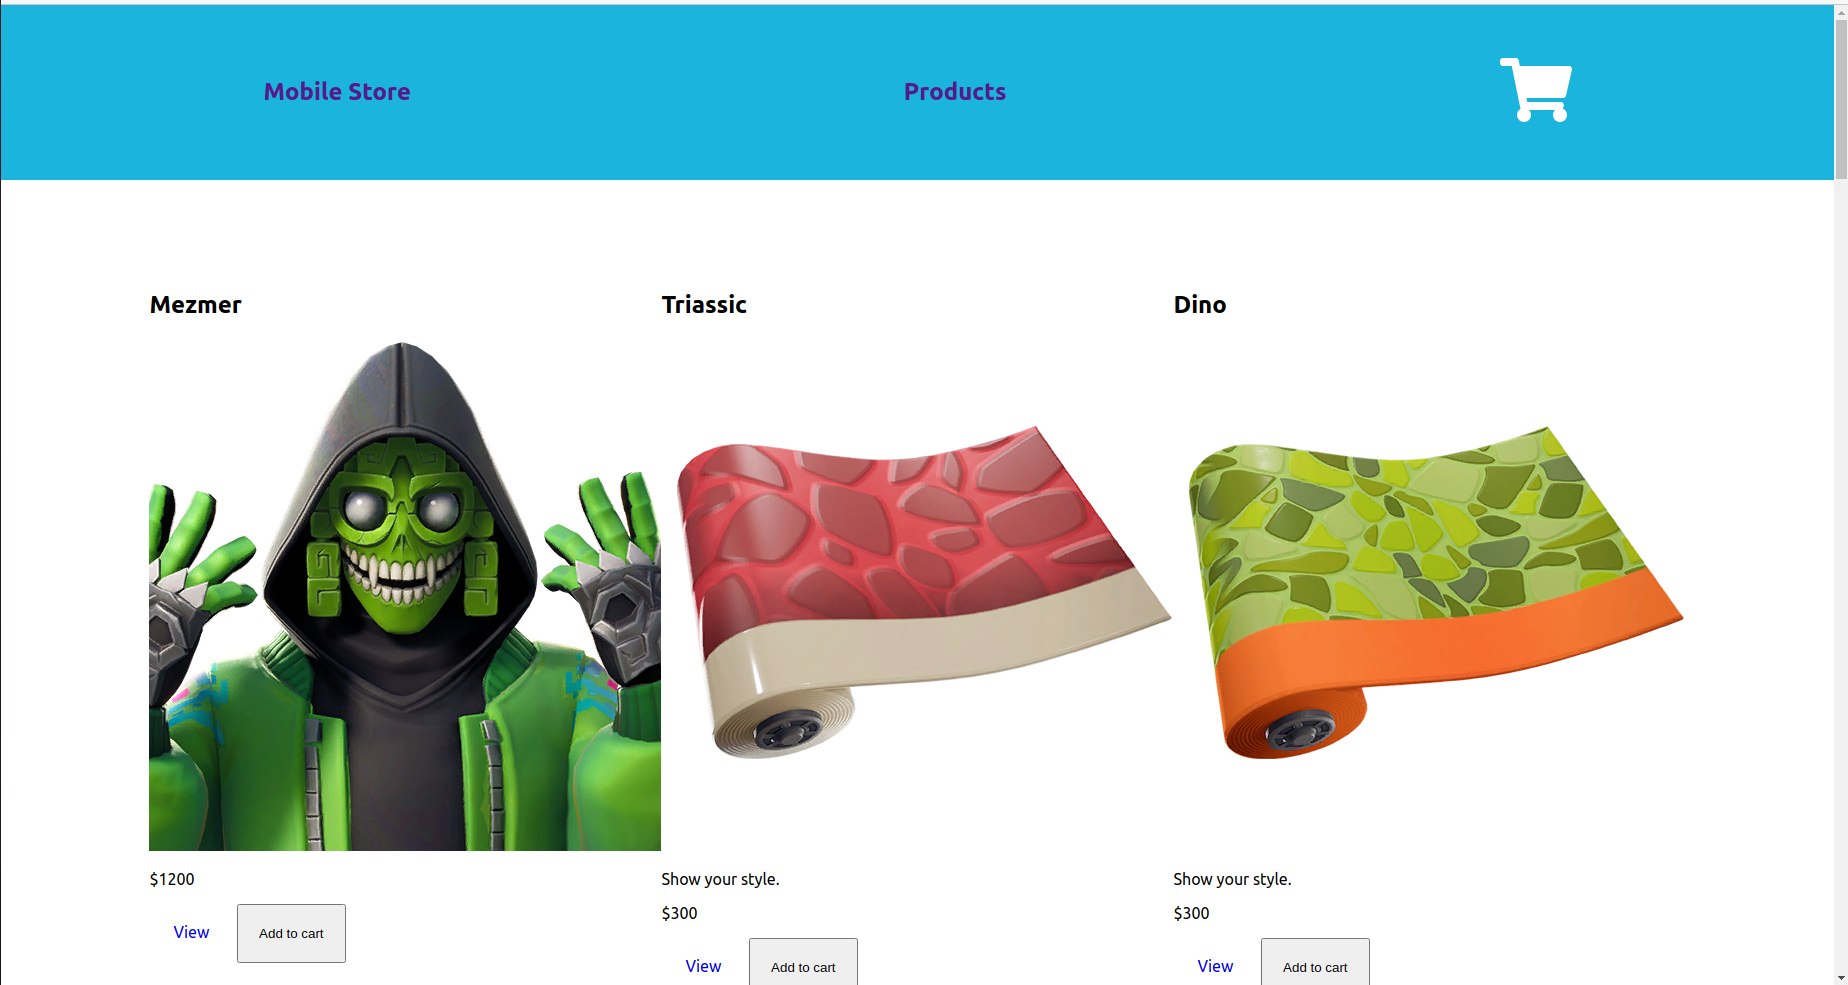 Mobile Store
Products
Mezmer
Triassic
Dino
$1200
View
Add to cart
Show your style.
$300
View
Add to cart
Show your style.
$300
View
Add to cart